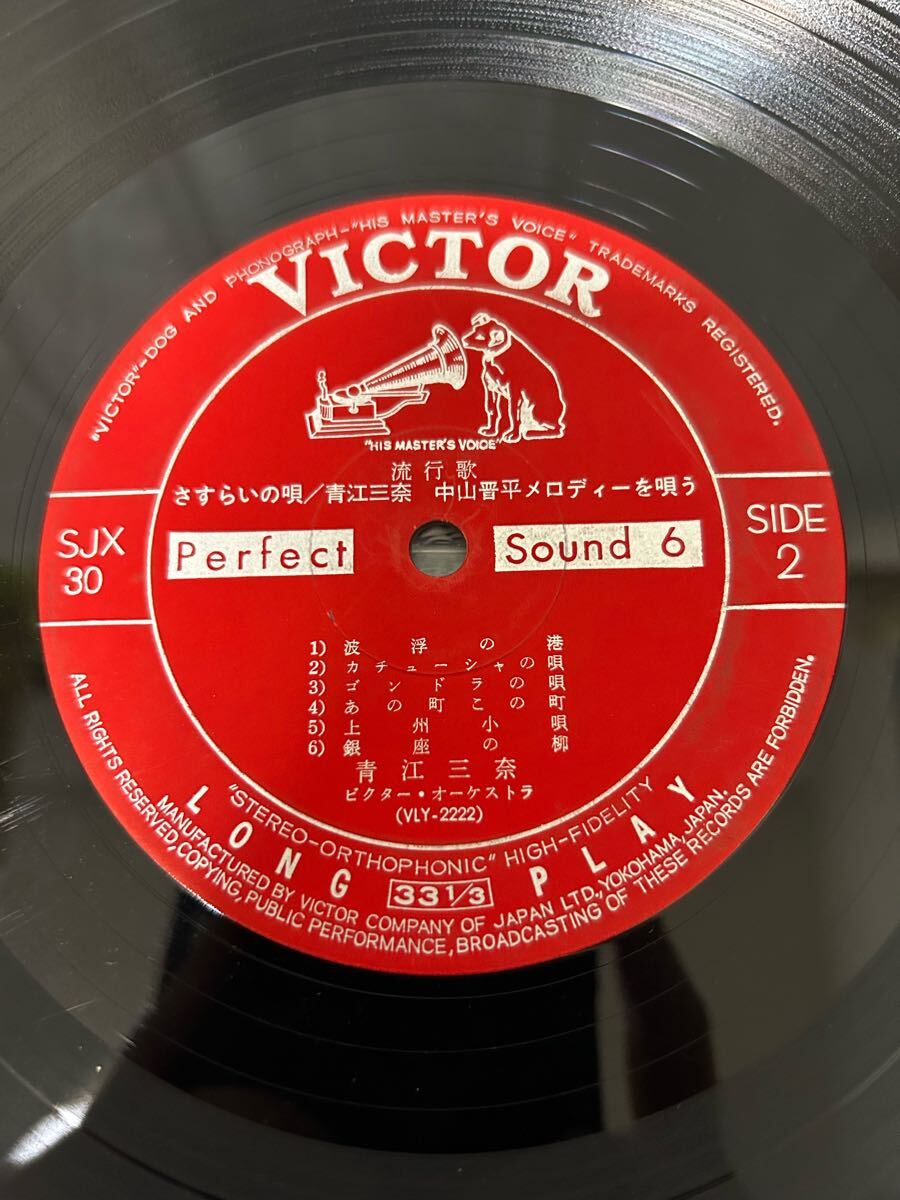 "VICTOR"–DOG AND PHONOGRAPH–"HIS MASTER'S VOICE" TRADEMARKS REGISTERED.
VICTOR
"HIS MASTER'S VOICE"
流行歌
さすらいの唄/青江三奈 中山晋平メロディーを唄う
SJX
30
Perfect Sound 6
SIDE
2
1) 波浮の港
2) カチューシャの唄
3) ゴンドラの唄
4) あの町この町
5) 上州小唄
6) 銀座の柳
青江三奈
ビクター・オーケストラ
(VLY-2222)
"STEREO–ORTHOPHONIC" HIGH–FIDELITY
LONG 33 1/3 PLAY
MANUFACTURED BY VICTOR COMPANY OF JAPAN LTD., YOKOHAMA, JAPAN.
ALL RIGHTS RESERVED, COPYING, PUBLIC PERFORMANCE, BROADCASTING OF THESE RECORDS ARE FORBIDDEN.